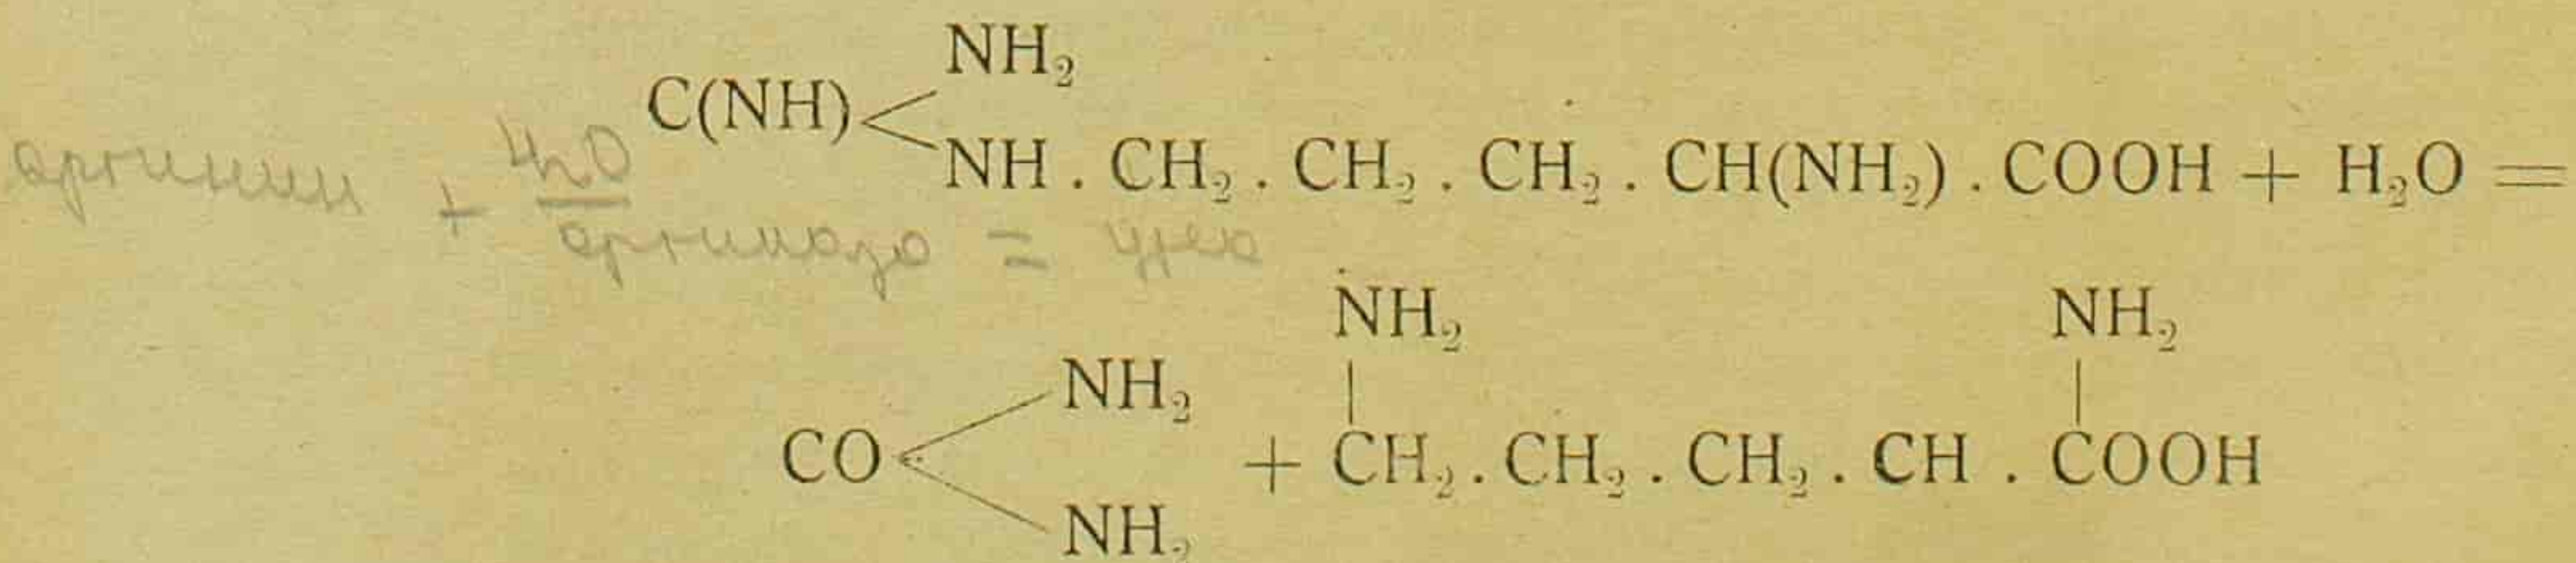 NH₂
C(NH)<
NH . CH₂ . CH₂ . CH₂ . CH(NH₂) . COOH + H₂O =
аргинин + H₂O
аргиназа = урea
NH₂ NH₂
NH₂
CO< + CH₂ . CH₂ . CH₂ . CH . COOH
NH₂